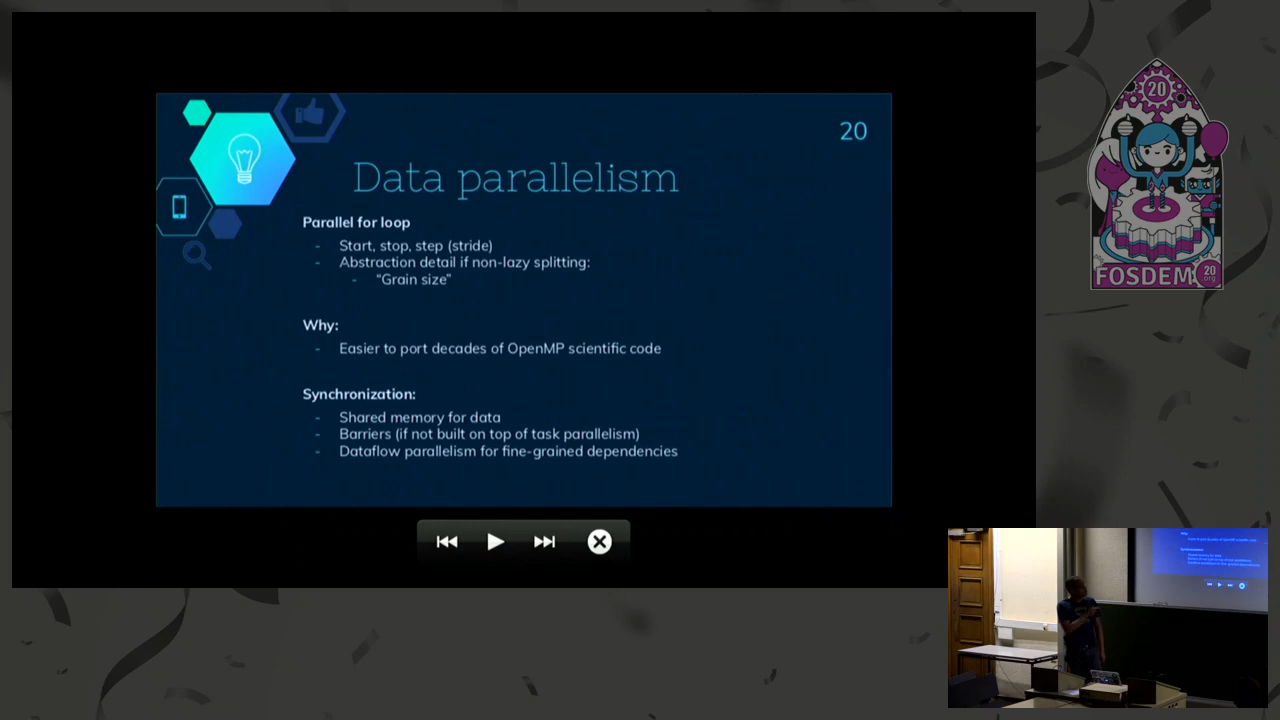 20
Data parallelism
Parallel for loop
- Start, stop, step (stride)
- Abstraction detail if non-lazy splitting:
- “Grain size”
Why:
- Easier to port decades of OpenMP scientific code
Synchronization:
- Shared memory for data
- Barriers (if not built on top of task parallelism)
- Dataflow parallelism for fine-grained dependencies
20
FOSDEM
20
.org